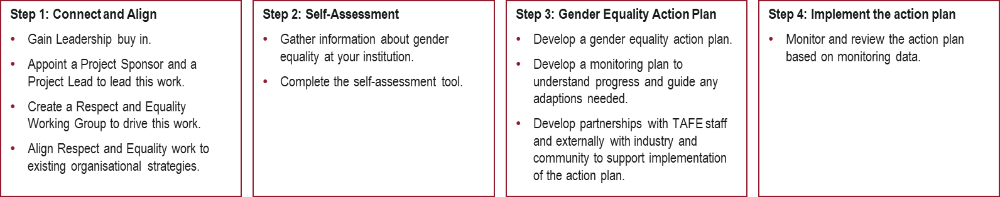 Step 1: Connect and Align
• Gain Leadership buy in.
• Appoint a Project Sponsor and a
Project Lead to lead this work.
• Create a Respect and Equality
Working Group to drive this work.
• Align Respect and Equality work to
existing organisational strategies.
Step 2: Self-Assessment
• Gather information about gender
equality at your institution.
• Complete the self-assessment tool.
Step 3: Gender Equality Action Plan
• Develop a gender equality action plan.
• Develop a monitoring plan to
understand progress and guide any
adaptions needed.
• Develop partnerships with TAFE staff
and externally with industry and
community to support implementation
of the action plan.
Step 4: Implement the action plan
• Monitor and review the action plan
based on monitoring data.